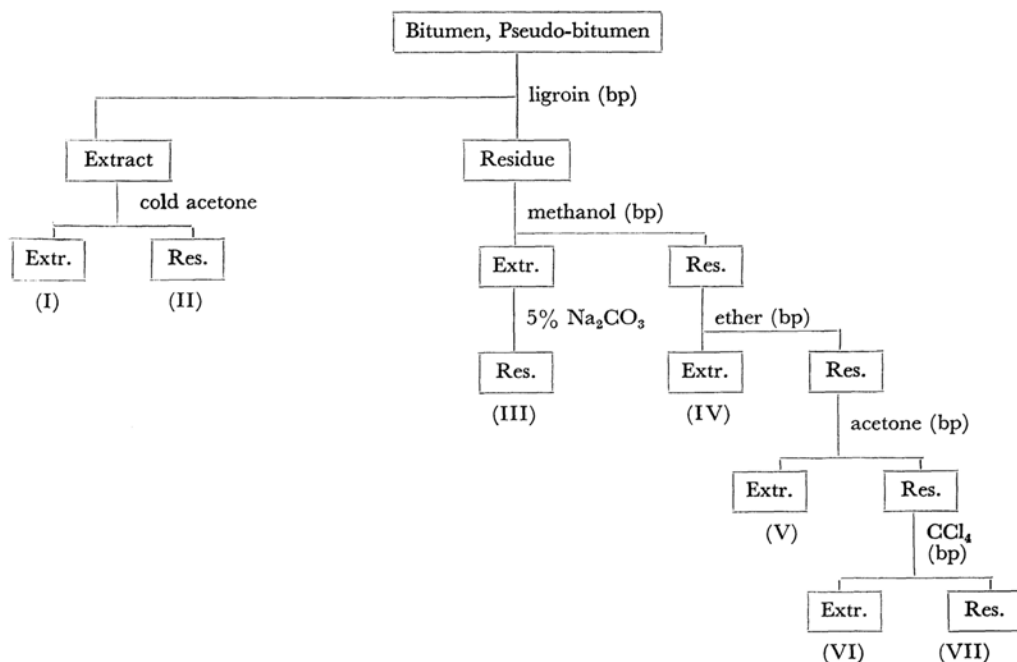 Bitumen, Pseudo-bitumen
ligroin (bp)
Extract
Residue
cold acetone
methanol (bp)
Extr.
Res.
Extr.
Res.
(I)
(II)
5% Na₂CO₃
ether (bp)
Res.
Extr.
Res.
(III)
(IV)
acetone (bp)
Extr.
Res.
(V)
CCl₄
(bp)
Extr.
Res.
(VI)
(VII)